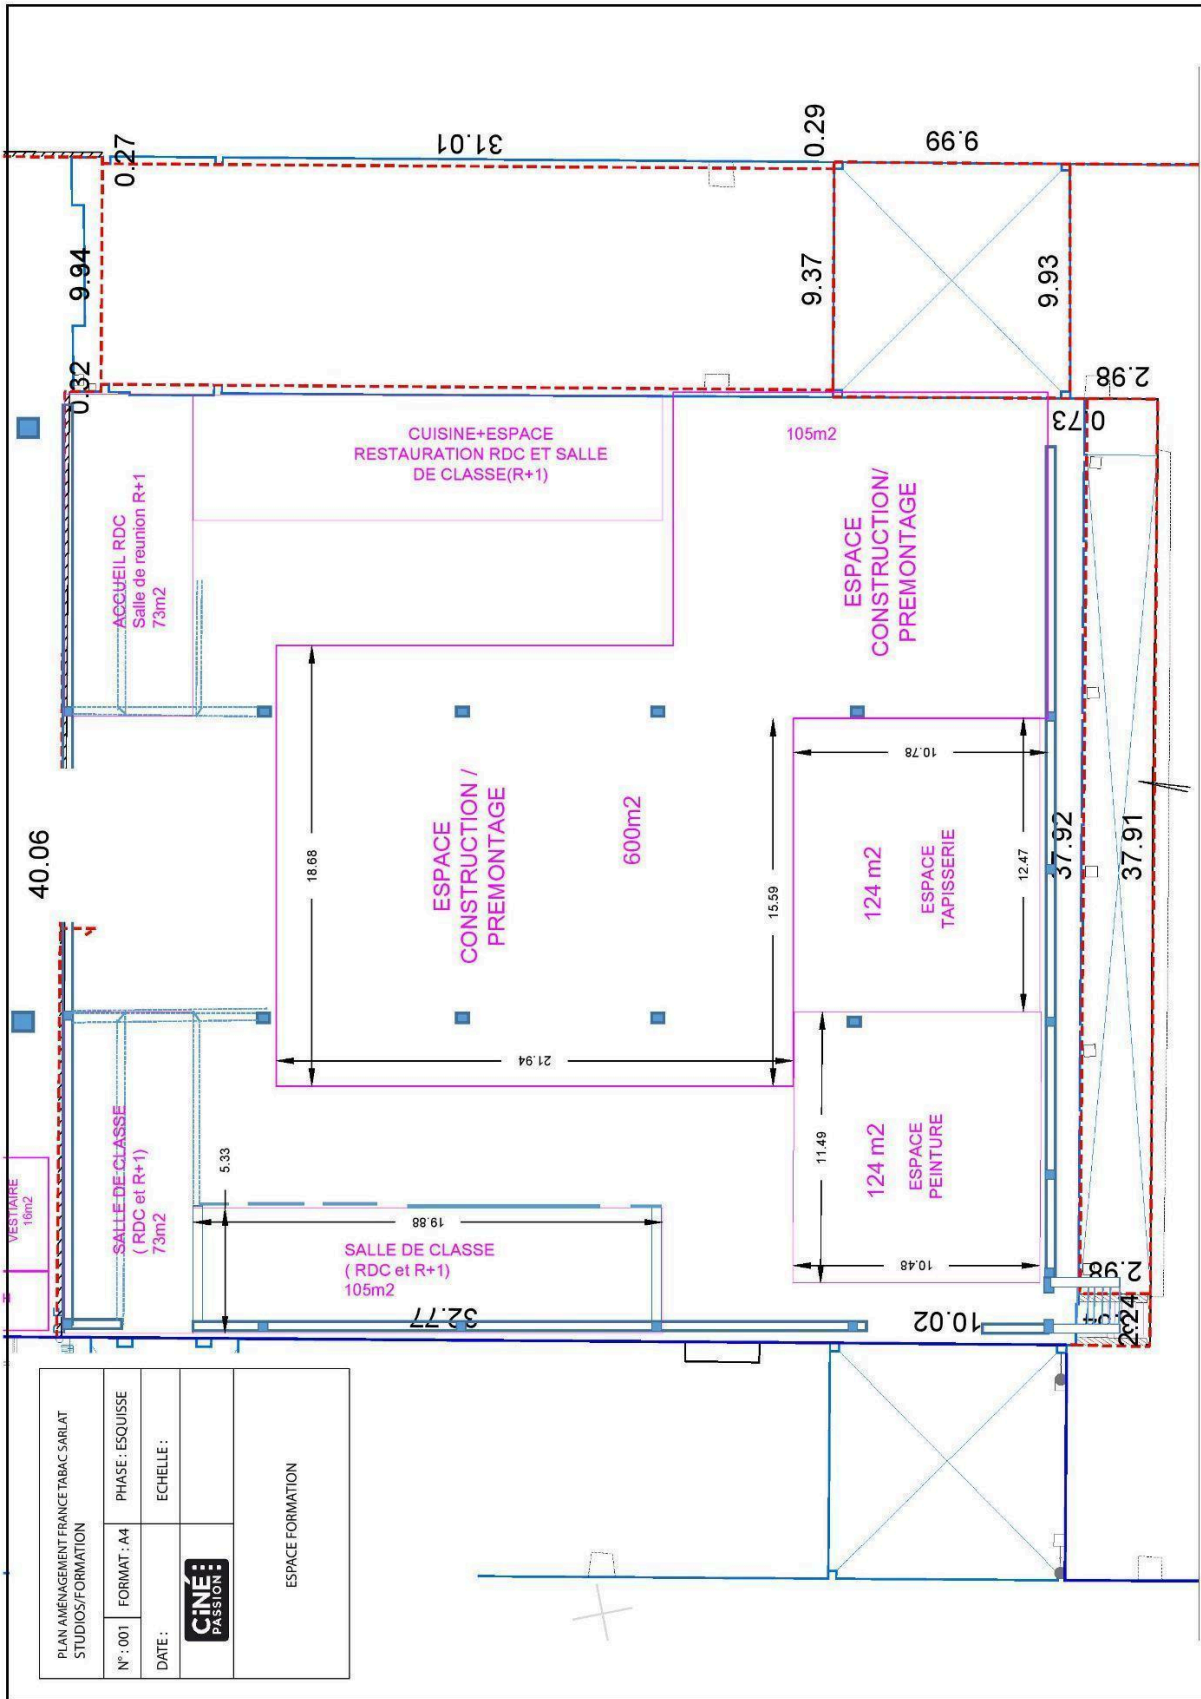 0.27
31.01
0.29
9.99
9.94
9.37
9.93
0.32
2.98
0.73
CUISINE+ESPACE
RESTAURATION RDC ET SALLE
DE CLASSE(R+1)
105m2
ACCUEIL RDC
Salle de reunion R+1
73m2
ESPACE
CONSTRUCTION/
PREMONTAGE
40.06
18.68
ESPACE
CONSTRUCTION /
PREMONTAGE
600m2
15.59
10.78
12.47
124 m2
ESPACE
TAPISSERIE
37.92
37.91
21.94
VESTIAIRE
16m2
SALLE DE CLASSE
( RDC et R+1)
73m2
5.33
19.88
SALLE DE CLASSE
( RDC et R+1)
105m2
32.77
11.49
124 m2
ESPACE
PEINTURE
10.48
10.02
2.98
2.24
PLAN AMÉNAGEMENT FRANCE TABAC SARLAT
STUDIOS/FORMATION
N° : 001
FORMAT : A4
PHASE : ESQUISSE
DATE :
ECHELLE :
CiNÉ
PASSION
ESPACE FORMATION